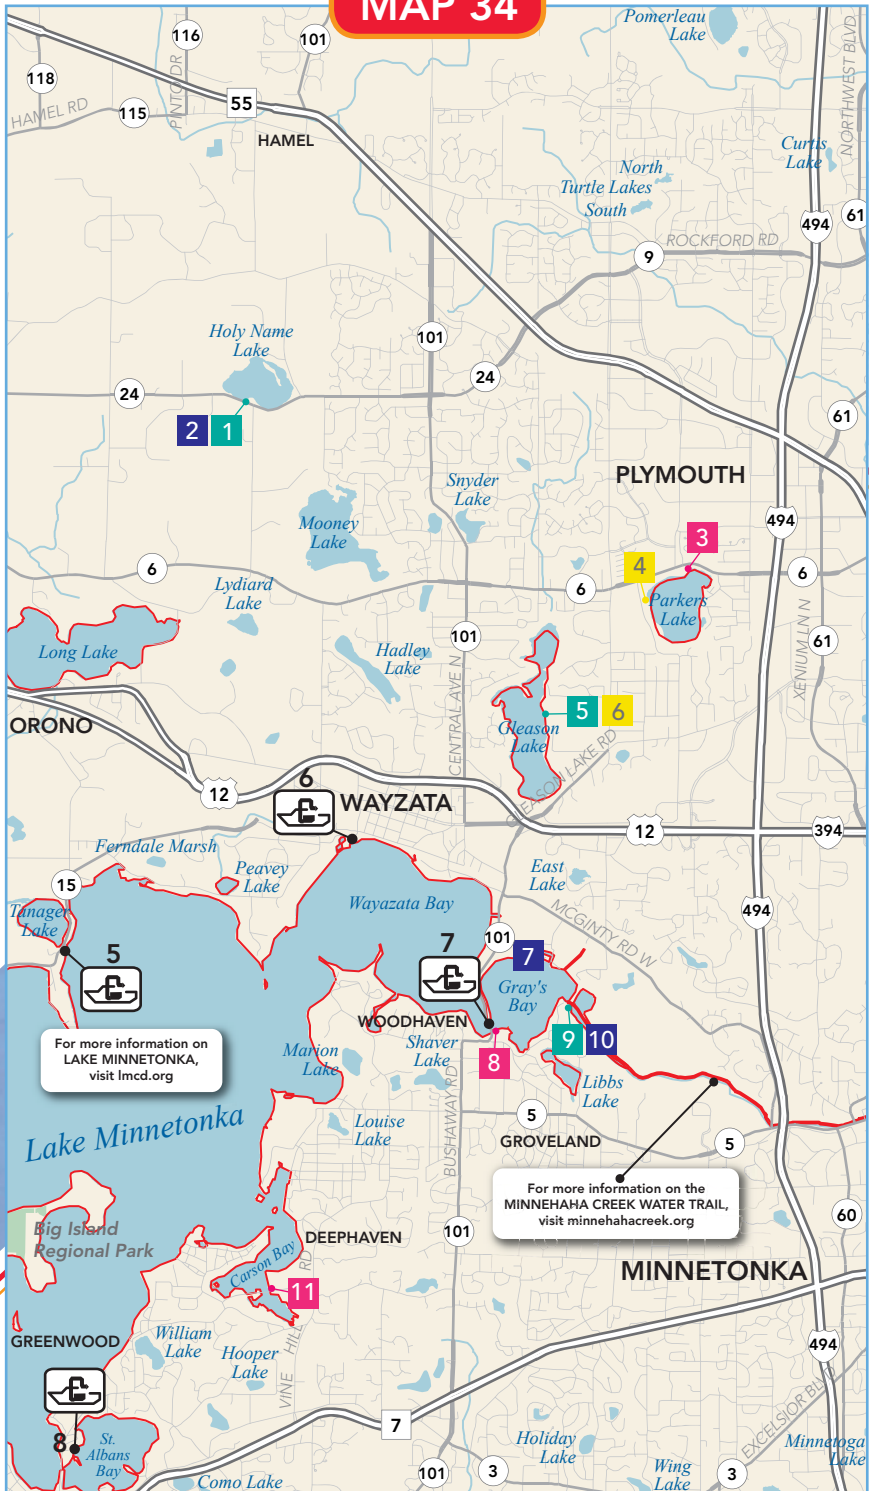 MAP 34
Pomerleau
Lake
116
101
118
PINTO DR
NORTHWEST BLVD
55
HAMEL RD
115
HAMEL
Curtis
Lake
North
Turtle Lakes
South
494
61
ROCKFORD RD
9
Holy Name
Lake
101
24
24
61
2
1
PLYMOUTH
Snyder
Lake
Mooney
Lake
494
3
4
6
6
6
Lydiard
Lake
Parkers
Lake
XENIUM LN N
61
101
Long Lake
Hadley
Lake
CENTRAL AVE N
5
6
ORONO
Gleason
Lake
GLEASON LAKE RD
6
12
WAYZATA
12
394
Ferndale Marsh
Peavey
Lake
East
Lake
15
Wayzata Bay
MCGINTY RD W
494
Tanager
Lake
5
7
101
7
Gray's
Bay
WOODHAVEN
For more information on
LAKE MINNETONKA,
visit lmcd.org
Marion
Lake
Shaver
Lake
8
9
10
Libbs
Lake
BUSHAWAY RD
Lake Minnetonka
Louise
Lake
5
GROVELAND
5
For more information on the
MINNEHAHA CREEK WATER TRAIL,
visit minnehahacreek.org
60
Big Island
Regional Park
DEEPHAVEN
101
Carson Bay
MINNETONKA
11
VINE HILL RD
GREENWOOD
William
Lake
Hooper
Lake
494
EXCELSIOR BLVD
7
8
St.
Albans
Bay
Holiday
Lake
Minnetoga
Lake
Como Lake
101
3
Wing
Lake
3